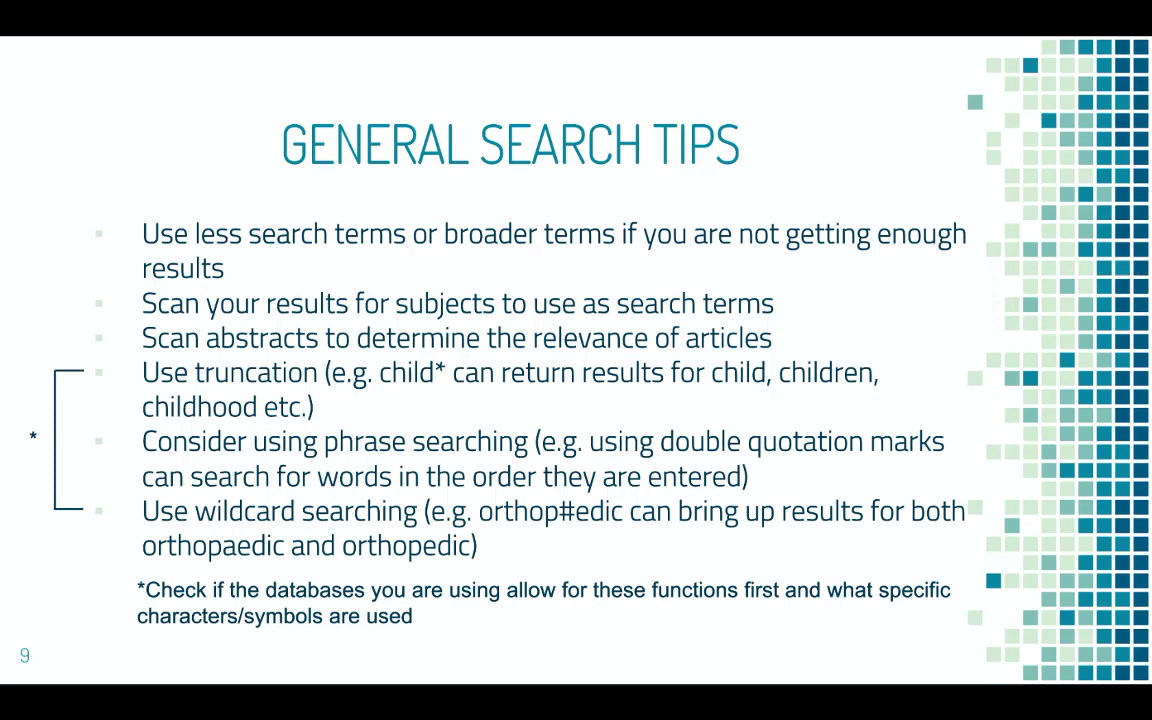 GENERAL SEARCH TIPS
Use less search terms or broader terms if you are not getting enough
results
Scan your results for subjects to use as search terms
Scan abstracts to determine the relevance of articles
Use truncation (e.g. child* can return results for child, children,
childhood etc.)
*
Consider using phrase searching (e.g. using double quotation marks
can search for words in the order they are entered)
Use wildcard searching (e.g. orthop#edic can bring up results for both
orthopaedic and orthopedic)
*Check if the databases you are using allow for these functions first and what specific
characters/symbols are used
9